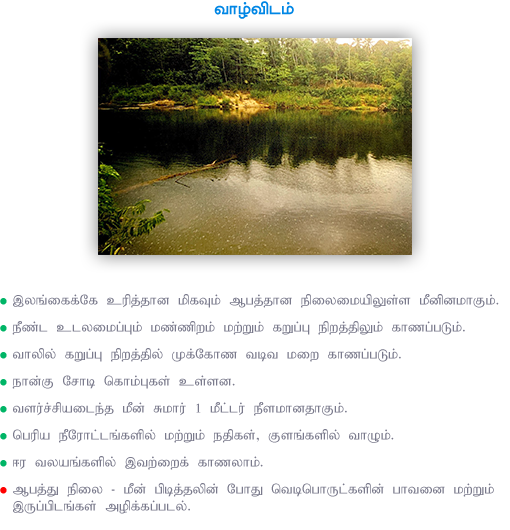 வாழ்விடம்
இலங்கைக்கே உரித்தான மிகவும் ஆபத்தான நிலைமையிலுள்ள மீனினமாகும்.
நீண்ட உடலமைப்பும் மண்ணிறம் மற்றும் கறுப்பு நிறத்திலும் காணப்படும்.
வாலில் கறுப்பு நிறத்தில் முக்கோண வடிவ மறை காணப்படும்.
நான்கு சோடி கொம்புகள் உள்ளன.
வளர்ச்சியடைந்த மீன் சுமார் 1 மீட்டர் நீளமானதாகும்.
பெரிய நீரோட்டங்களில் மற்றும் நதிகள், குளங்களில் வாழும்.
ஈர வலயங்களில் இவற்றைக் காணலாம்.
ஆபத்து நிலை - மீன் பிடித்தலின் போது வெடிபொருட்களின் பாவனை மற்றும்
இருப்பிடங்கள் அழிக்கப்படல்.